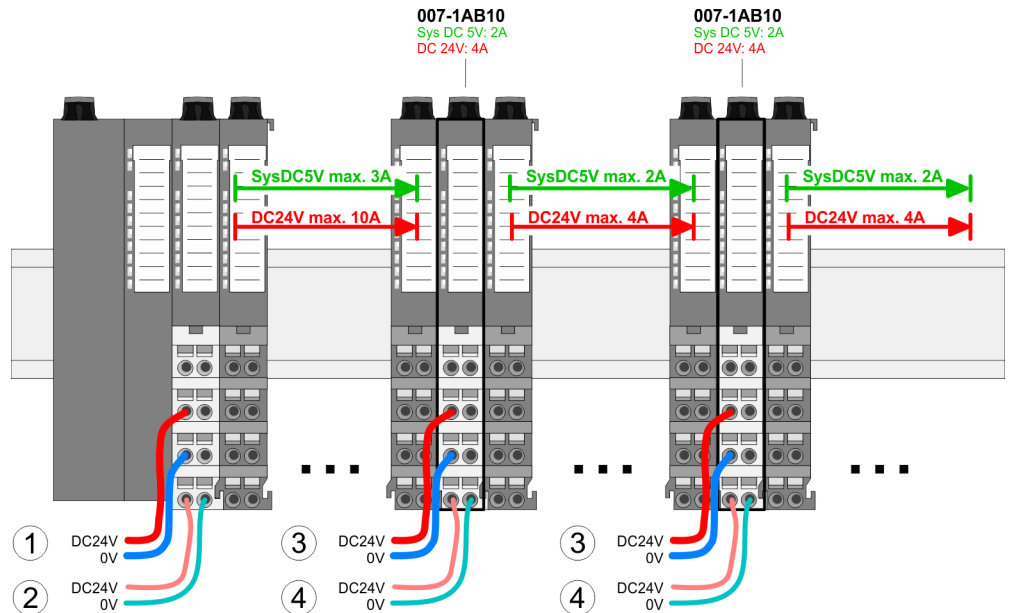 007-1AB10
Sys DC 5V: 2A
DC 24V: 4A
007-1AB10
Sys DC 5V: 2A
DC 24V: 4A
SysDC5V max. 3A
SysDC5V max. 2A
SysDC5V max. 2A
DC24V max. 10A
DC24V max. 4A
DC24V max. 4A
1
DC24V
0V
3
DC24V
0V
3
DC24V
0V
2
DC24V
0V
4
DC24V
0V
4
DC24V
0V